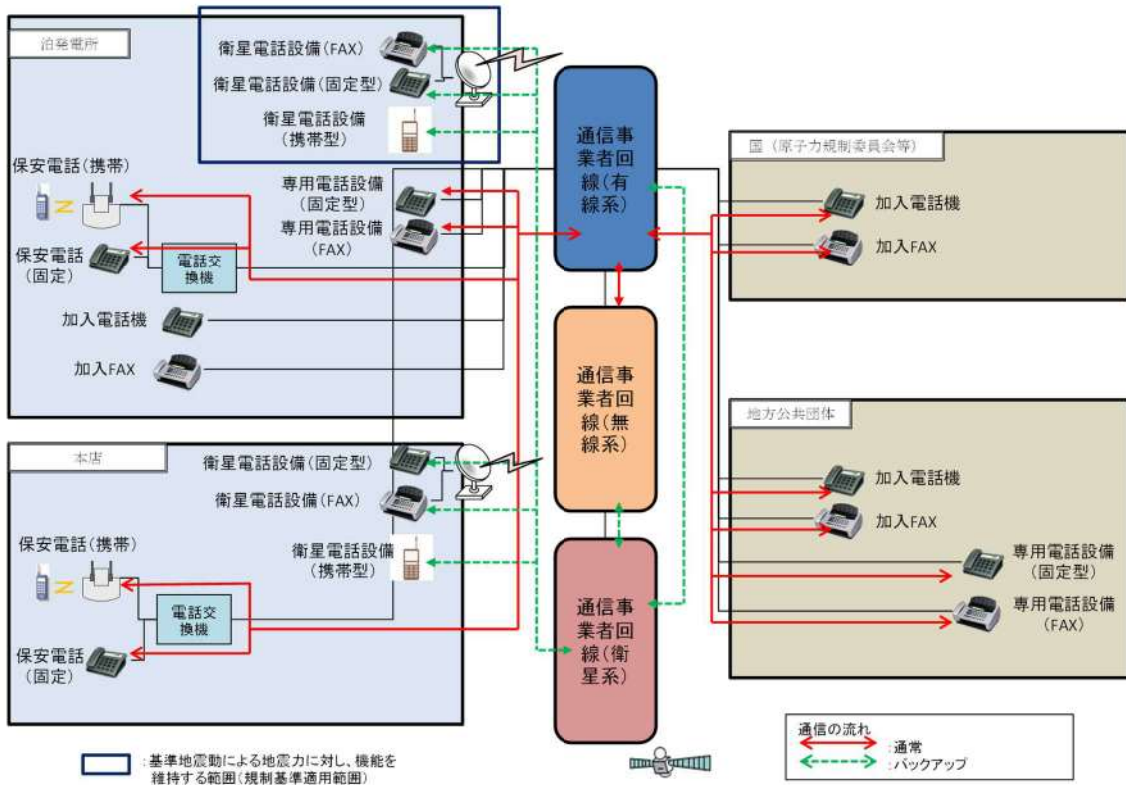 泊発電所
衛星電話設備(FAX)
衛星電話設備(固定型)
衛星電話設備
(携帯型)
保安電話(携帯)
専用電話設備
(固定型)
専用電話設備
(FAX)
保安電話
(固定)
電話交
換機
加入電話機
加入FAX
本店
衛星電話設備(固定型)
衛星電話設備(FAX)
保安電話(携帯)
衛星電話設備
(携帯型)
電話交
換機
保安電話
(固定)
通信事
業者回
線(有
線系)
通信事
業者回
線(無
線系)
通信事
業者回
線(衛
星系)
国（原子力規制委員会等）
加入電話機
加入FAX
地方公共団体
加入電話機
加入FAX
専用電話設備
(固定型)
専用電話設備
(FAX)
:基準地震動による地震力に対し、機能を
維持する範囲(規制基準適用範囲)
通信の流れ
:通常
:バックアップ